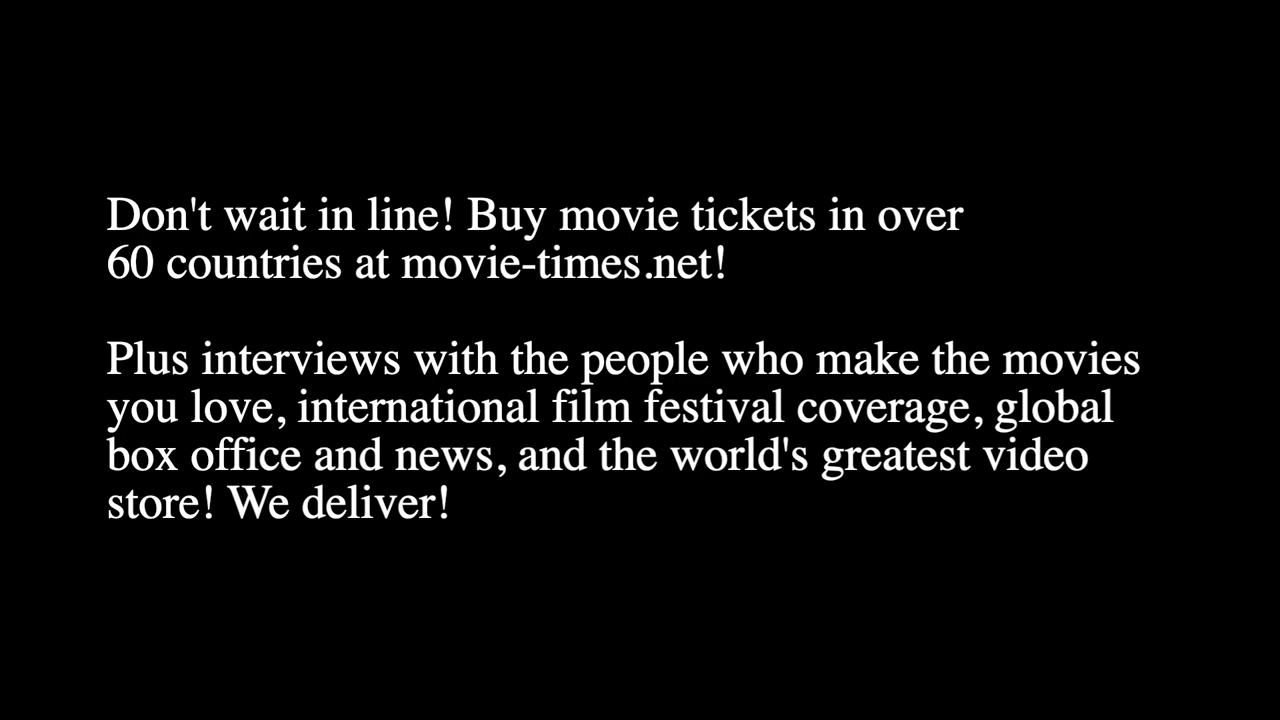 Don't wait in line! Buy movie tickets in over
60 countries at movie-times.net!
Plus interviews with the people who make the movies
you love, international film festival coverage, global
box office and news, and the world's greatest video
store! We deliver!